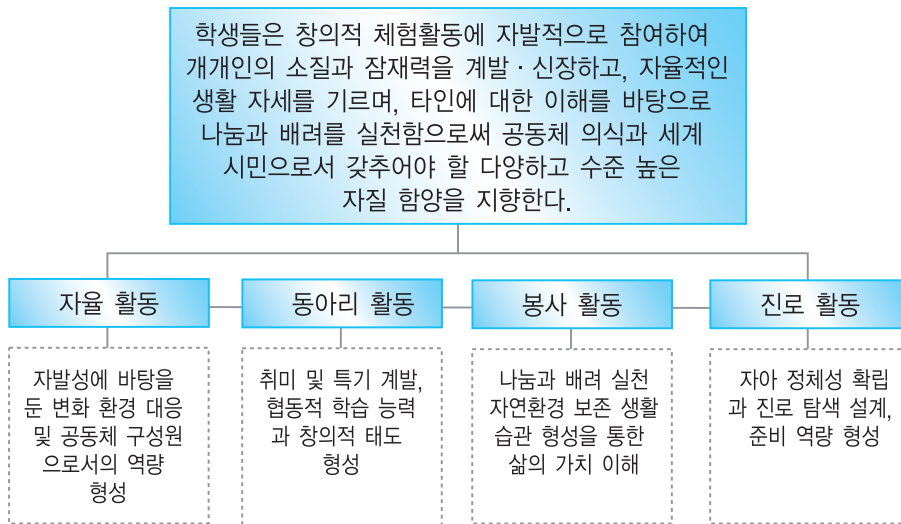 학생들은 창의적 체험활동에 자발적으로 참여하여
개개인의 소질과 잠재력을 계발 · 신장하고, 자율적인
생활 자세를 기르며, 타인에 대한 이해를 바탕으로
나눔과 배려를 실천함으로써 공동체 의식과 세계
시민으로서 갖추어야 할 다양하고 수준 높은
자질 함양을 지향한다.
자율 활동
자발성에 바탕을
둔 변화 환경 대응
및 공동체 구성원
으로서의 역량
형성
동아리 활동
취미 및 특기 계발,
협동적 학습 능력
과 창의적 태도
형성
봉사 활동
나눔과 배려 실천
자연환경 보존 생활
습관 형성을 통한
삶의 가치 이해
진로 활동
자아 정체성 확립
과 진로 탐색 설계,
준비 역량 형성